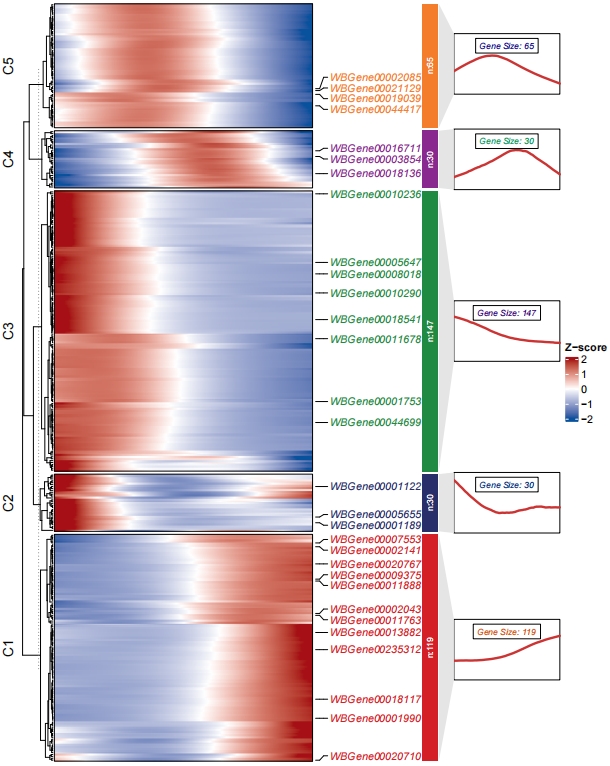 C5
WBGene00002085
WBGene00021129
WBGene00019039
WBGene00044417
n:65
Gene Size: 65
C4
WBGene00016711
WBGene00003854
WBGene00018136
n:30
Gene Size: 30
C3
WBGene00010236
WBGene00005647
WBGene00008018
WBGene00010290
WBGene00018541
WBGene00011678
WBGene00001753
WBGene00044699
n:147
Gene Size: 147
Z−score
2
1
0
−1
−2
C2
WBGene00001122
WBGene00005655
WBGene00001189
n:30
Gene Size: 30
C1
WBGene00007553
WBGene00002141
WBGene00020767
WBGene00009375
WBGene00011888
WBGene00002043
WBGene00011763
WBGene00013882
WBGene00235312
WBGene00018117
WBGene00001990
WBGene00020710
n:119
Gene Size: 119